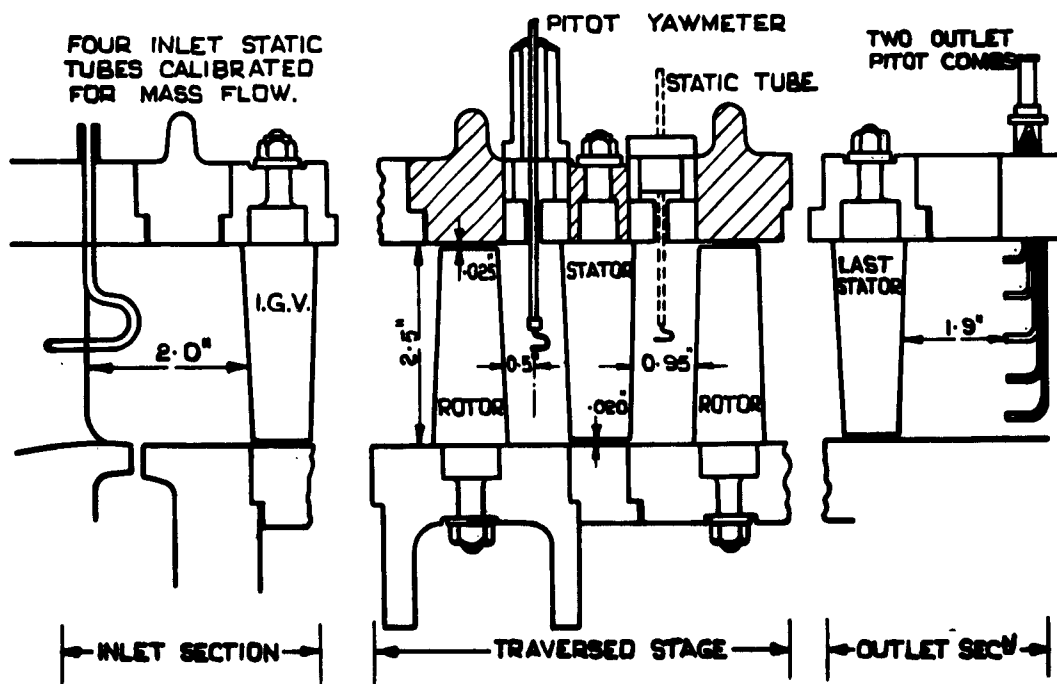 FOUR INLET STATIC
TUBES CALIBRATED
FOR MASS FLOW.
PITOT YAWMETER
STATIC TUBE
TWO OUTLET
PITOT COMBS
I.G.V.
2·0"
2·5"
·025"
0.5"
STATOR
0.95"
·020"
ROTOR
ROTOR
LAST
STATOR
1.9"
INLET SECTION
TRAVERSED STAGE
OUTLET SECN